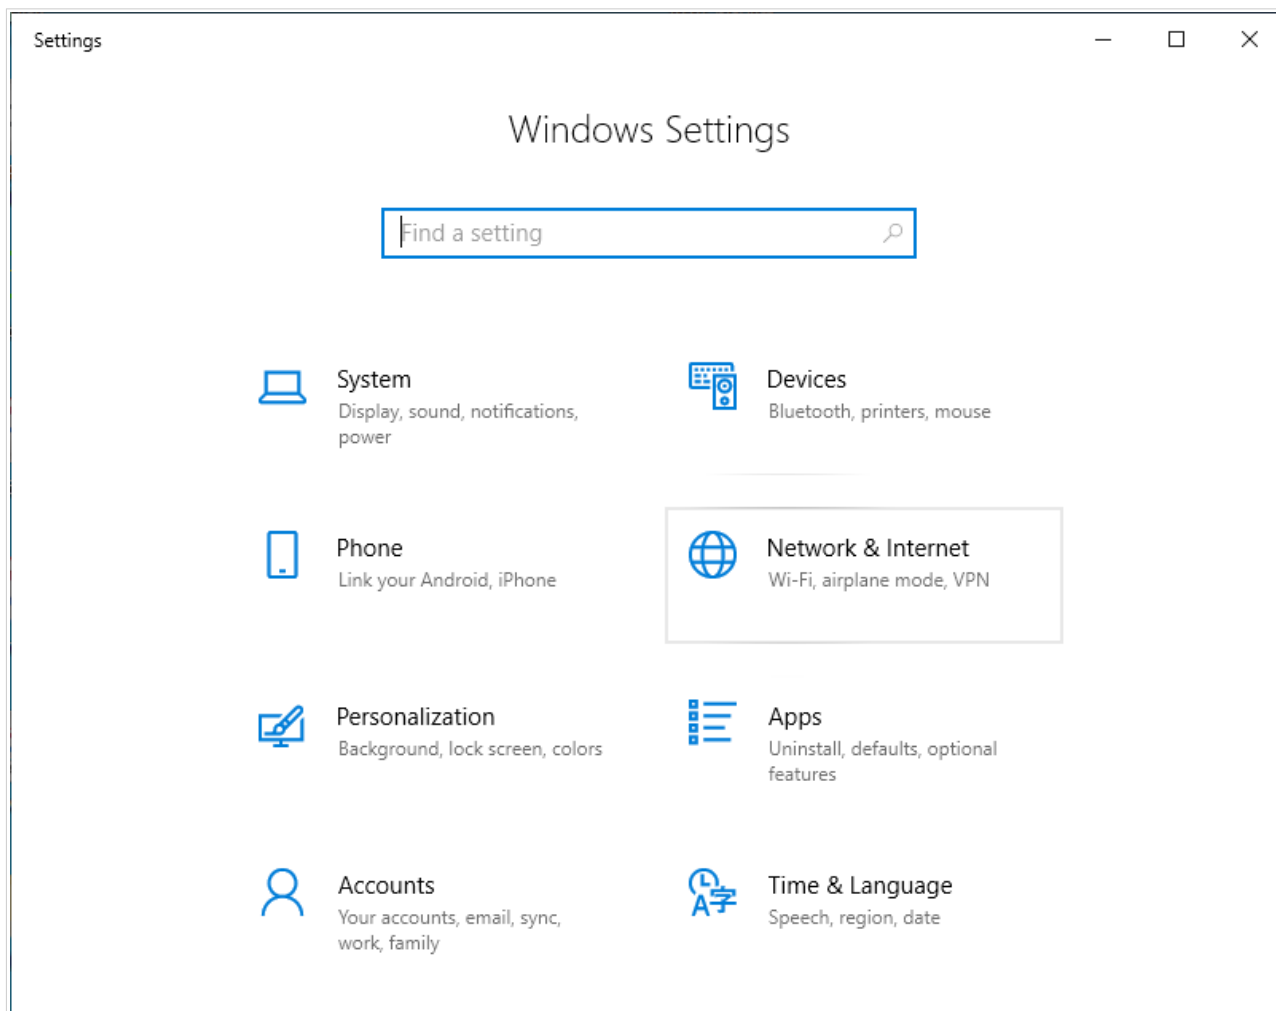 Settings
Windows Settings
Find a setting
System
Display, sound, notifications,
power
Devices
Bluetooth, printers, mouse
Phone
Link your Android, iPhone
Network & Internet
Wi-Fi, airplane mode, VPN
Personalization
Background, lock screen, colors
Apps
Uninstall, defaults, optional
features
Accounts
Your accounts, email, sync,
work, family
Time & Language
Speech, region, date